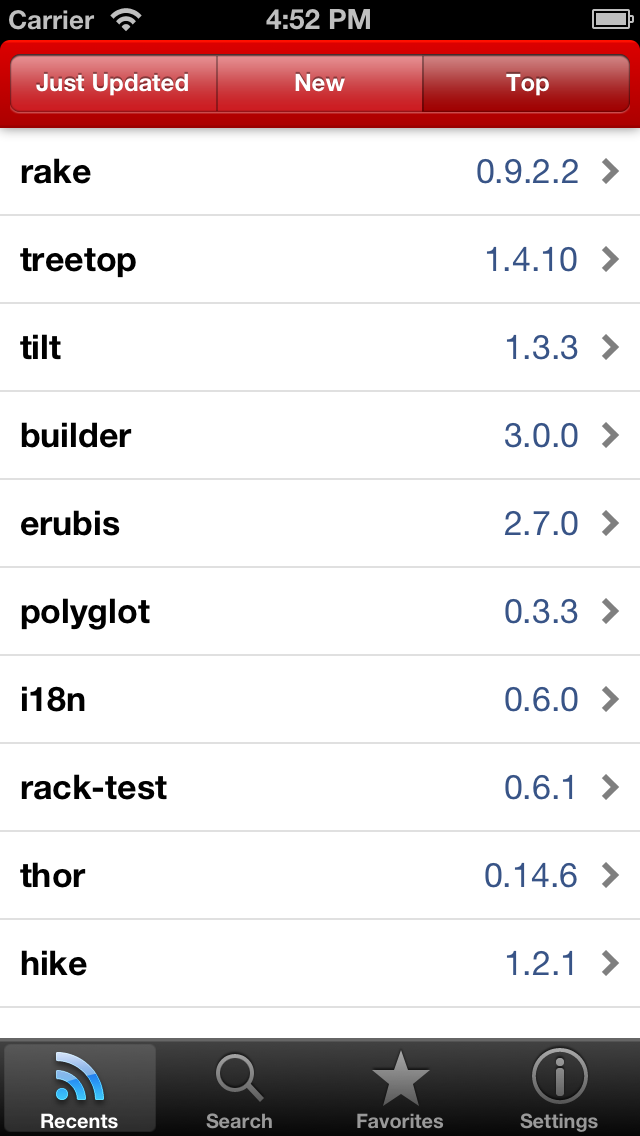 Carrier 4:52 PM
Just Updated New Top
rake 0.9.2.2
treetop 1.4.10
tilt 1.3.3
builder 3.0.0
erubis 2.7.0
polyglot 0.3.3
i18n 0.6.0
rack-test 0.6.1
thor 0.14.6
hike 1.2.1
Recents Search Favorites Settings